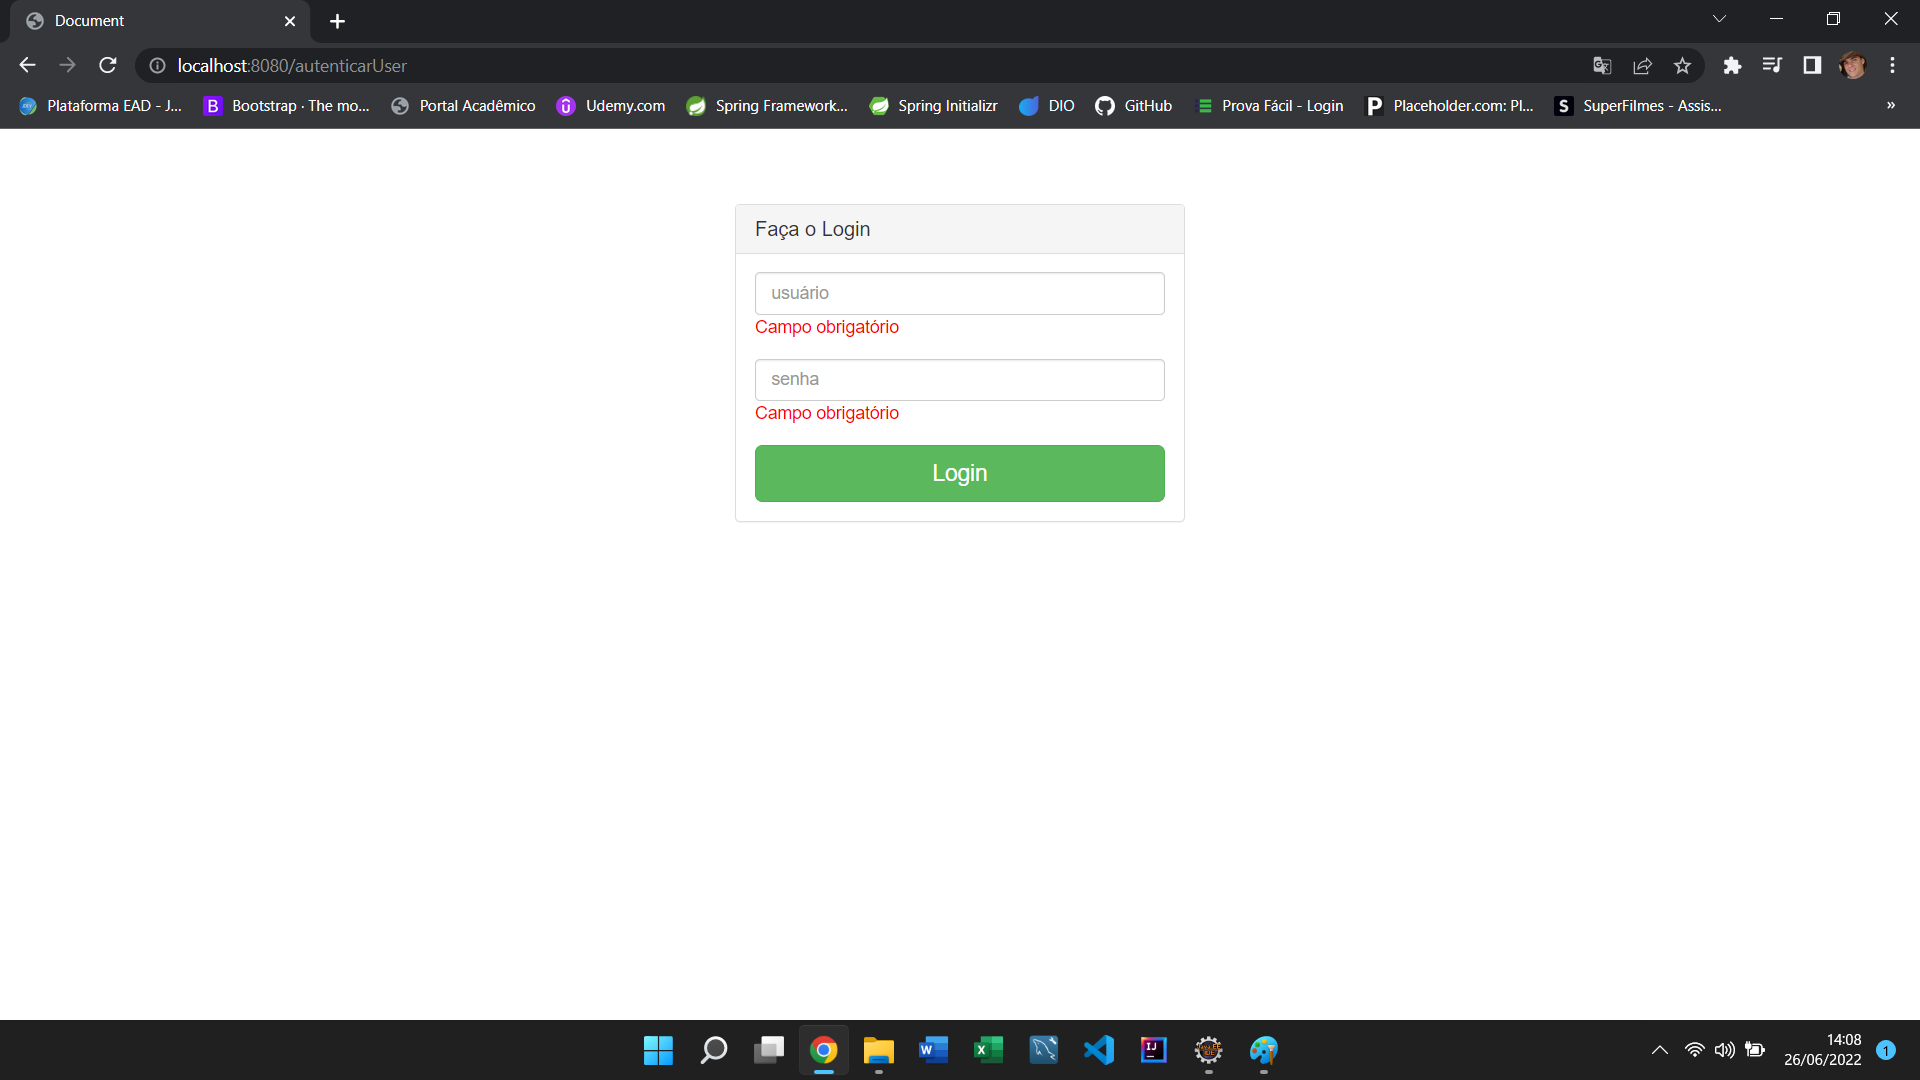 Document
localhost:8080/autenticarUser
Plataforma EAD - J... Bootstrap · The mo... Portal Acadêmico Udemy.com Spring Framework... Spring Initializr DIO GitHub Prova Fácil - Login Placeholder.com: Pl... SuperFilmes - Assis... »
Faça o Login
usuário
Campo obrigatório
senha
Campo obrigatório
Login
14:08
26/06/2022
1